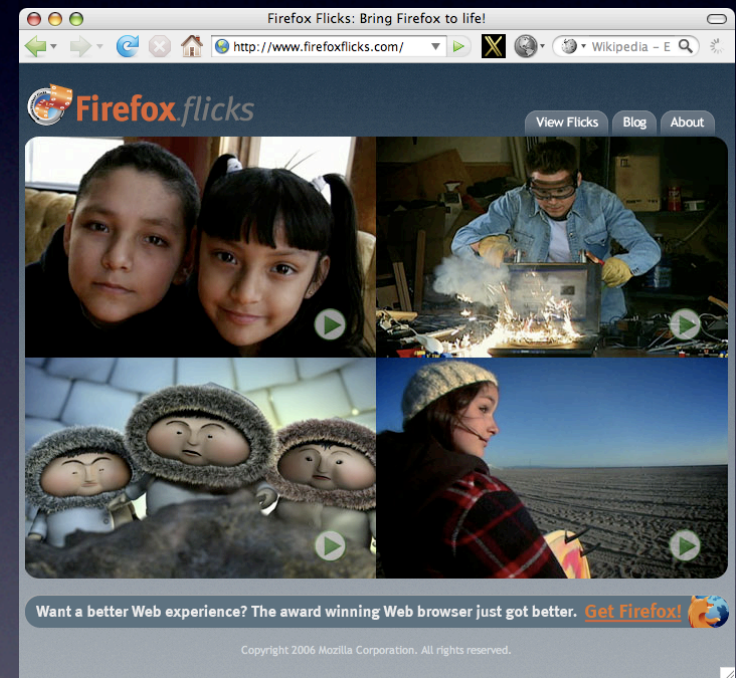 Firefox Flicks: Bring Firefox to life!
http://www.firefoxflicks.com/
Wikipedia – E
Firefox.flicks
View Flicks Blog About
Want a better Web experience? The award winning Web browser just got better. Get Firefox!
Copyright 2006 Mozilla Corporation. All rights reserved.